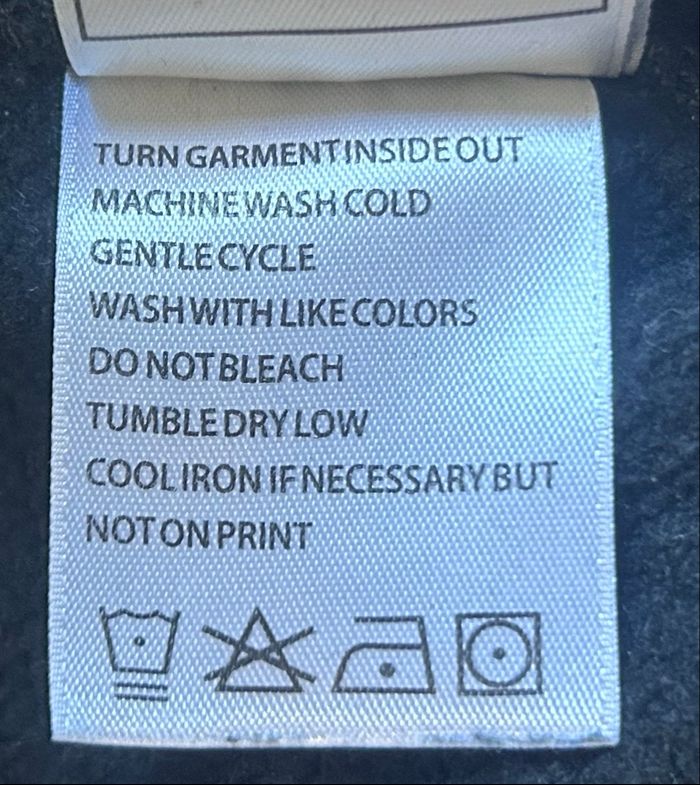 TURN GARMENT INSIDE OUT
MACHINE WASH COLD
GENTLE CYCLE
WASH WITH LIKE COLORS
DO NOT BLEACH
TUMBLE DRY LOW
COOL IRON IF NECESSARY BUT
NOT ON PRINT